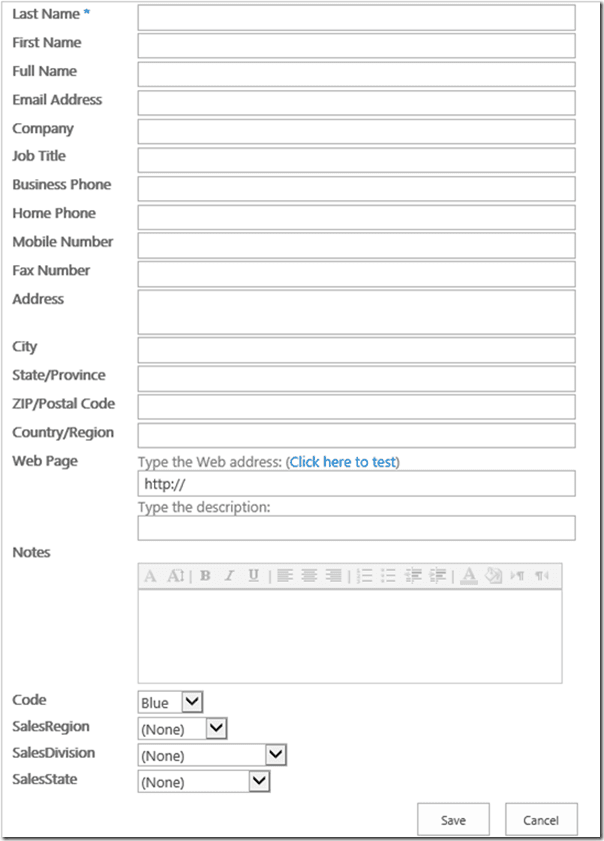 Last Name *
First Name
Full Name
Email Address
Company
Job Title
Business Phone
Home Phone
Mobile Number
Fax Number
Address
City
State/Province
ZIP/Postal Code
Country/Region
Web Page Type the Web address: (Click here to test)
http://
Type the description:
Notes
A A B I U A
Code Blue
SalesRegion (None)
SalesDivision (None)
SalesState (None)
Save Cancel